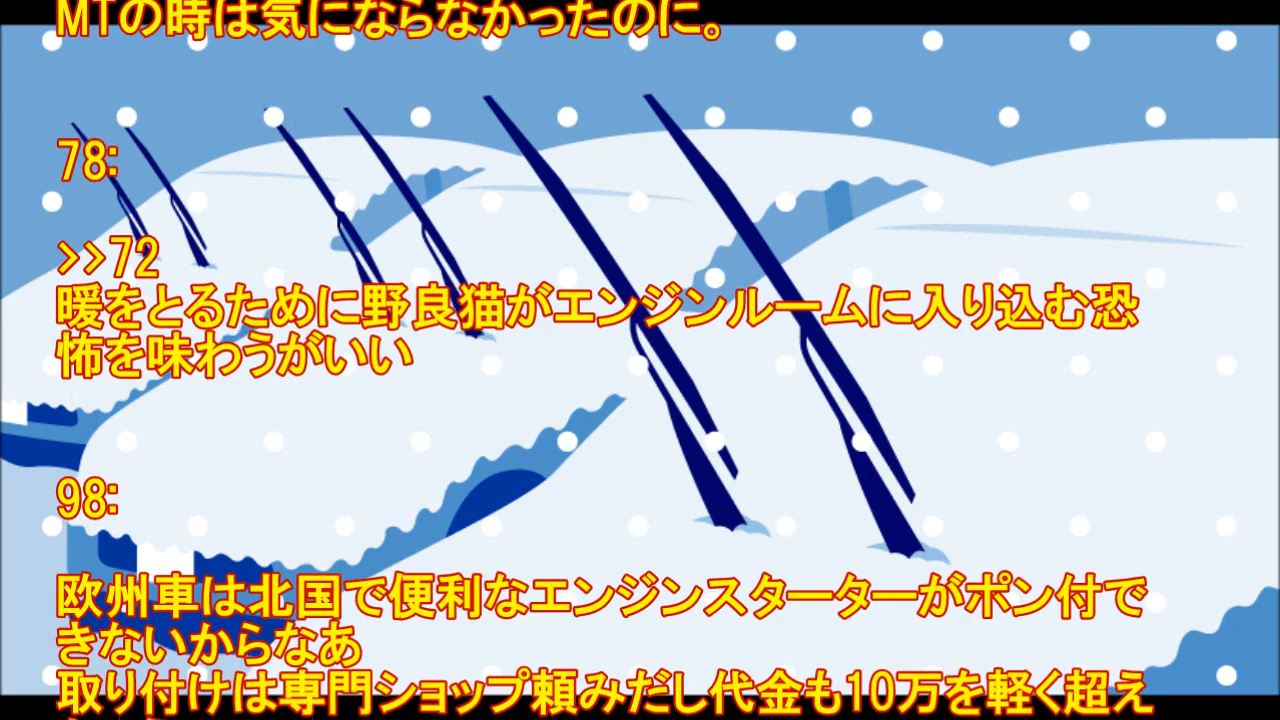 MTの時は気にならなかったのに。
78:
>>72
暖をとるために野良猫がエンジンルームに入り込む恐
怖を味わうがいい
98:
欧州車は北国で便利なエンジンスターターがポン付で
きないからなあ
取り付けは専門ショップ頼みだし代金も10万を軽く超え